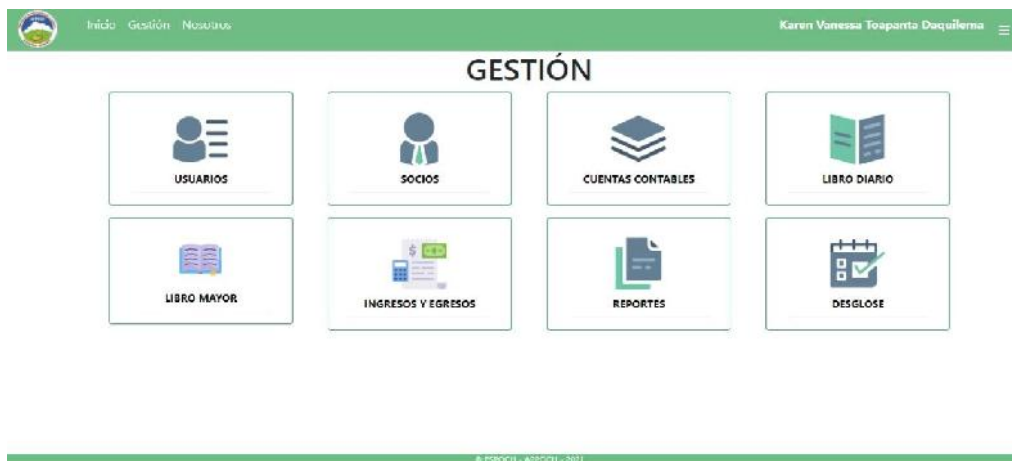 Inicio Gestión Nosotros
Karen Vanessa Toapanta Daquilema
GESTIÓN
USUARIOS
SOCIOS
CUENTAS CONTABLES
LIBRO DIARIO
LIBRO MAYOR
INGRESOS Y EGRESOS
REPORTES
DESGLOSE